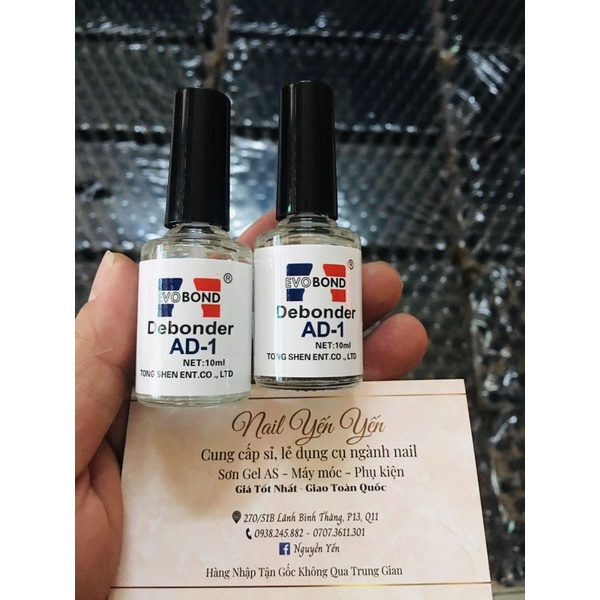 EVOBOND®
Debonder
AD-1
NET:10ml
TONG SHEN ENT.CO ., LTD
EVOBOND®
Debonder
AD-1
NET:10ml
TONG SHEN ENT.CO ., LTD
Nail Yến Yến
Cung cấp sỉ, lẻ dụng cụ ngành nail
Sơn Gel AS - Máy móc - Phụ kiện
Giá Tốt Nhất - Giao Toàn Quốc
270/51B Lãnh Bình Thăng, P13, Q11
0938.245.882 - 0707.3611.301
Nguyễn Yến
Hàng Nhập Tận Gốc Không Qua Trung Gian